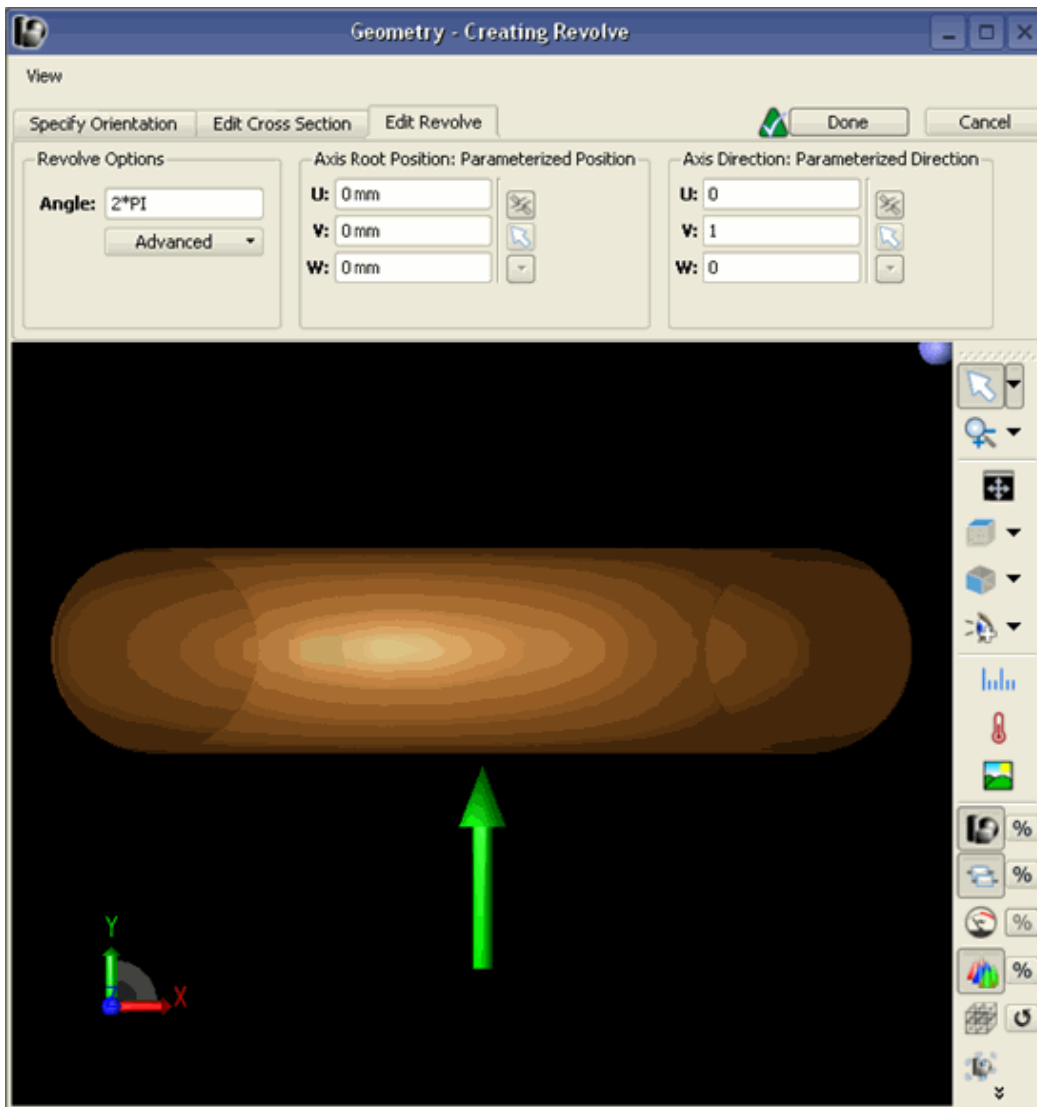 Geometry - Creating Revolve
View
Specify Orientation Edit Cross Section Edit Revolve Done Cancel
Revolve Options Axis Root Position: Parameterized Position Axis Direction: Parameterized Direction
Angle: 2*PI U: 0 mm U: 0
Advanced V: 0 mm V: 1
W: 0 mm W: 0
Y
X
%
%
%
%